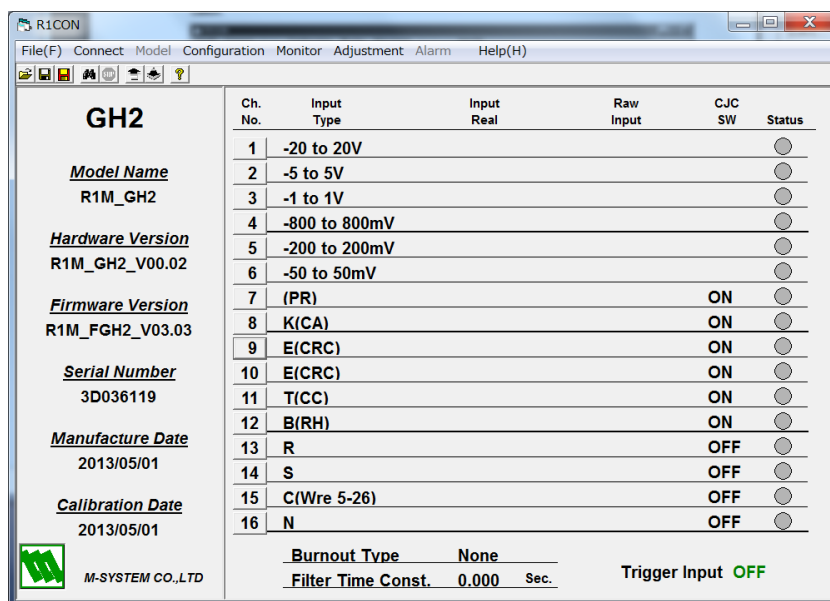 R1CON
File(F) Connect Model Configuration Monitor Adjustment Alarm Help(H)
GH2
Model Name
R1M_GH2
Hardware Version
R1M_GH2_V00.02
Firmware Version
R1M_FGH2_V03.03
Serial Number
3D036119
Manufacture Date
2013/05/01
Calibration Date
2013/05/01
M-SYSTEM CO.,LTD
Ch. No. Input Type Input Real Raw Input CJC SW Status
1 -20 to 20V
2 -5 to 5V
3 -1 to 1V
4 -800 to 800mV
5 -200 to 200mV
6 -50 to 50mV
7 (PR) ON
8 K(CA) ON
9 E(CRC) ON
10 E(CRC) ON
11 T(CC) ON
12 B(RH) ON
13 R OFF
14 S OFF
15 C(Wre 5-26) OFF
16 N OFF
Burnout Type None
Filter Time Const. 0.000 Sec.
Trigger Input OFF